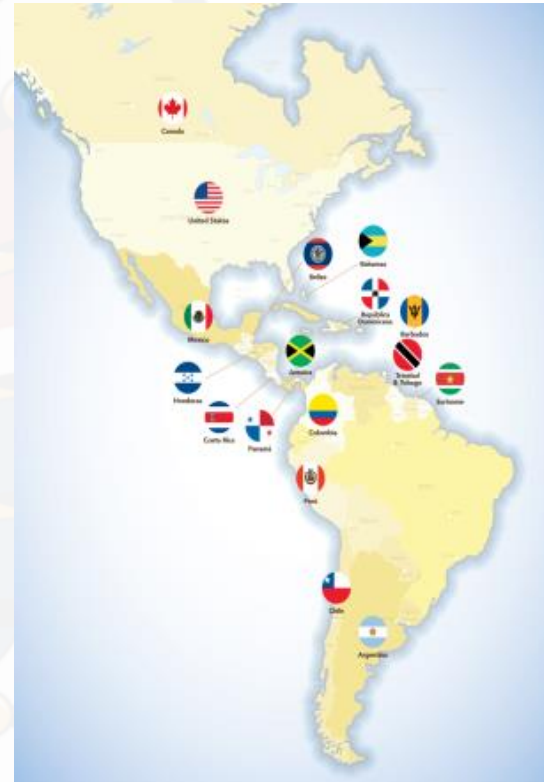 Canada
United States
Belize
Bahamas
República
Dominicana
Barbados
México
Jamaica
Trinidad
& Tobago
Suriname
Honduras
Costa Rica
Panamá
Colombia
Perú
Chile
Argentina